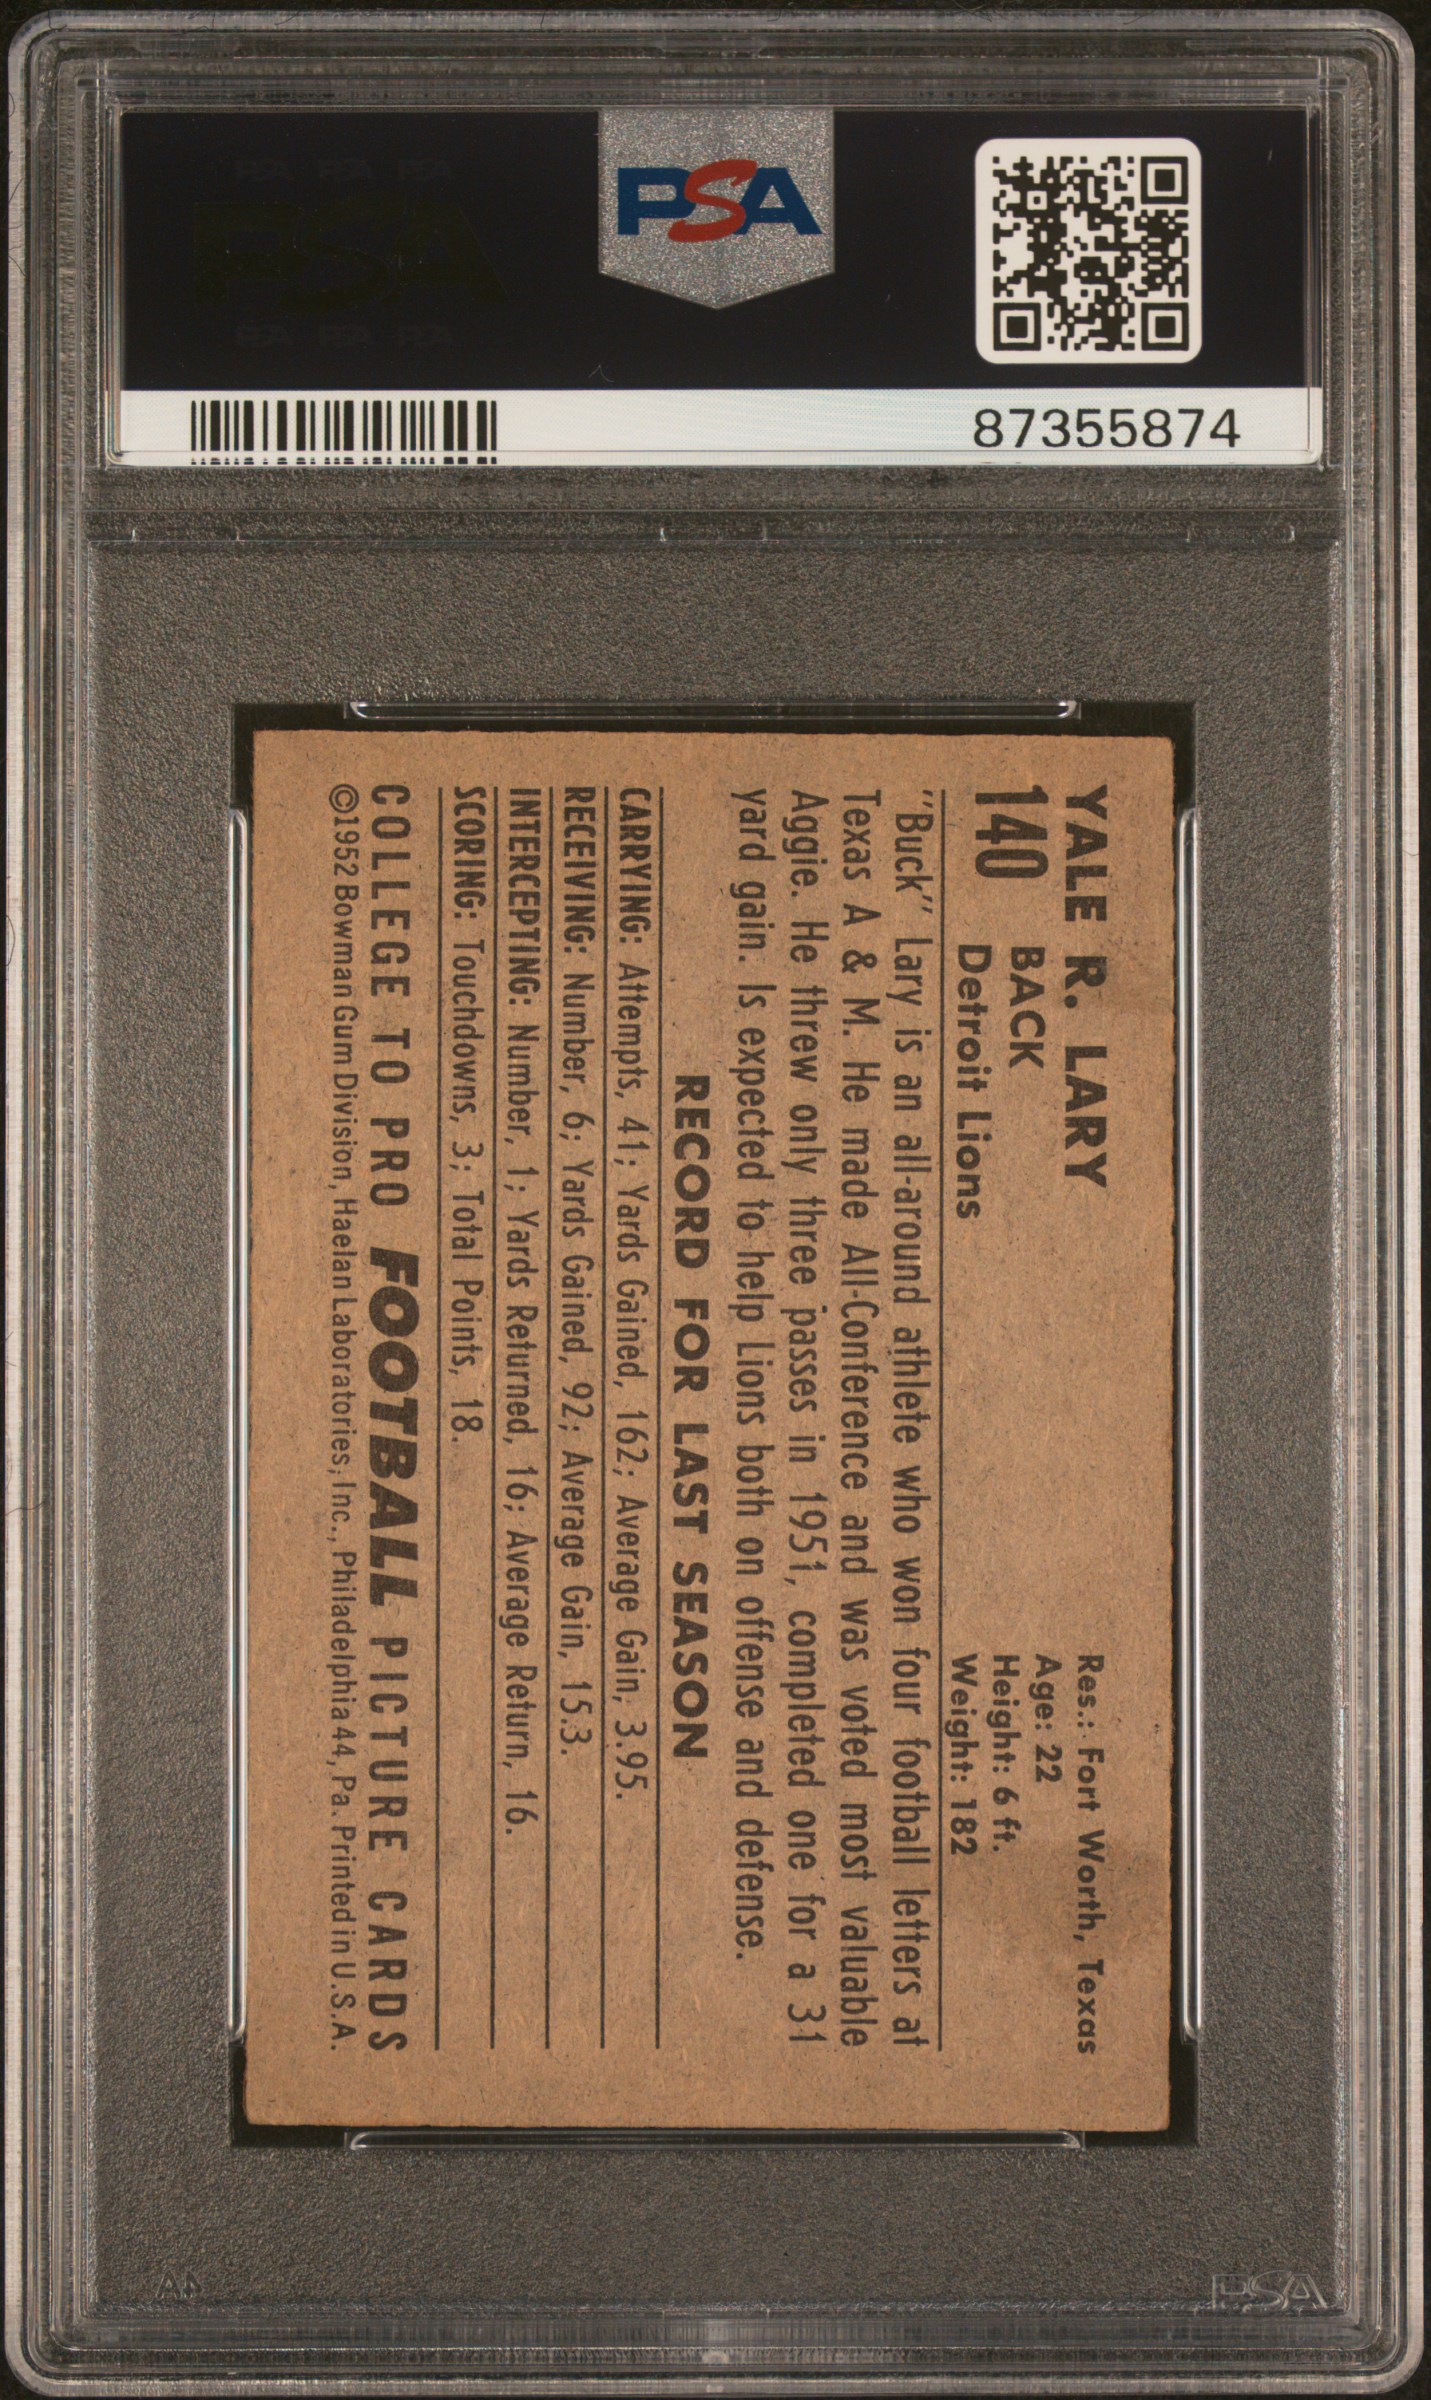 PSA
87355874
YALE R. LARY
140 BACK
Detroit Lions
Res.: Fort Worth, Texas
Age: 22
Height: 6 ft.
Weight: 182
"Buck" Lary is an all-around athlete who won four football letters at
Texas A & M. He made All-Conference and was voted most valuable
Aggie. He threw only three passes in 1951, completed one for a 31
yard gain. Is expected to help Lions both on offense and defense.
RECORD FOR LAST SEASON
CARRYING: Attempts, 41; Yards Gained, 162; Average Gain, 3.95.
RECEIVING: Number, 6; Yards Gained, 92; Average Gain, 15.3.
INTERCEPTING: Number, 1; Yards Returned, 16; Average Return, 16.
SCORING: Touchdowns, 3; Total Points, 18.
COLLEGE TO PRO FOOTBALL PICTURE CARDS
©1952 Bowman Gum Division, Haelan Laboratories, Inc., Philadelphia 44, Pa. Printed in U.S.A.
PSA